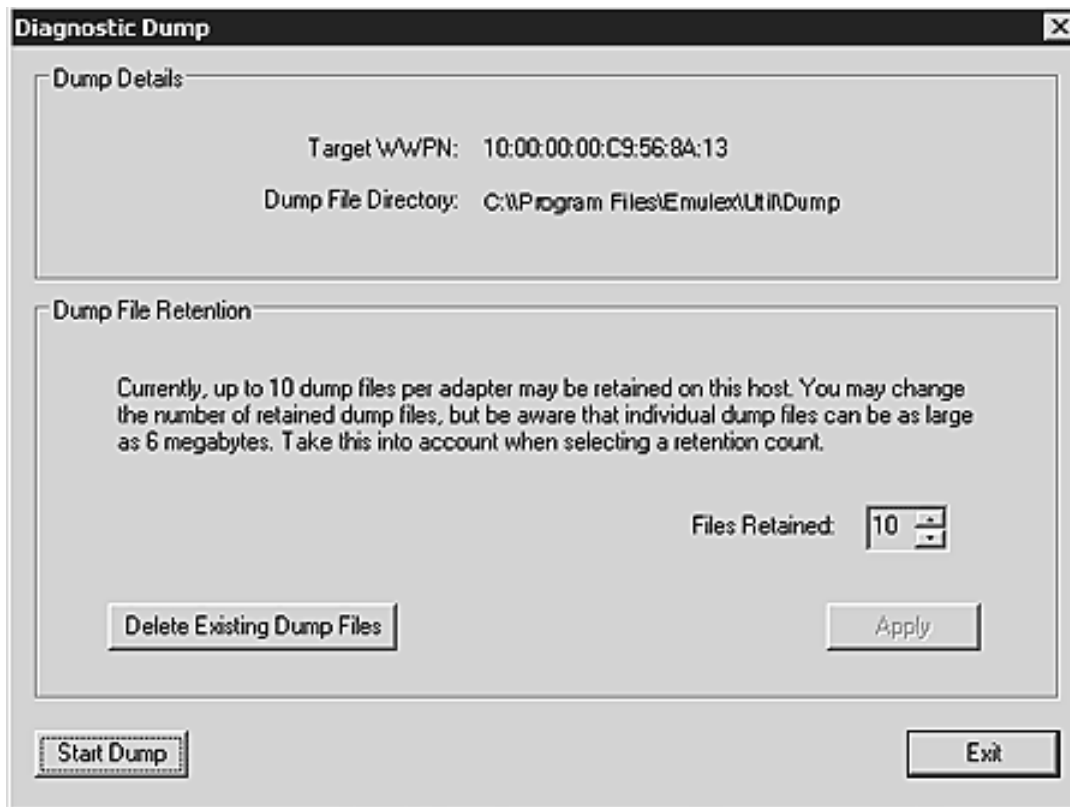 Diagnostic Dump
Dump Details
Target WWPN: 10:00:00:00:C9:56:8A:13
Dump File Directory: C:\\Program Files\Emulex\Util\Dump
Dump File Retention
Currently, up to 10 dump files per adapter may be retained on this host. You may change
the number of retained dump files, but be aware that individual dump files can be as large
as 6 megabytes. Take this into account when selecting a retention count.
Files Retained: 10
Delete Existing Dump Files
Apply
Start Dump
Exit